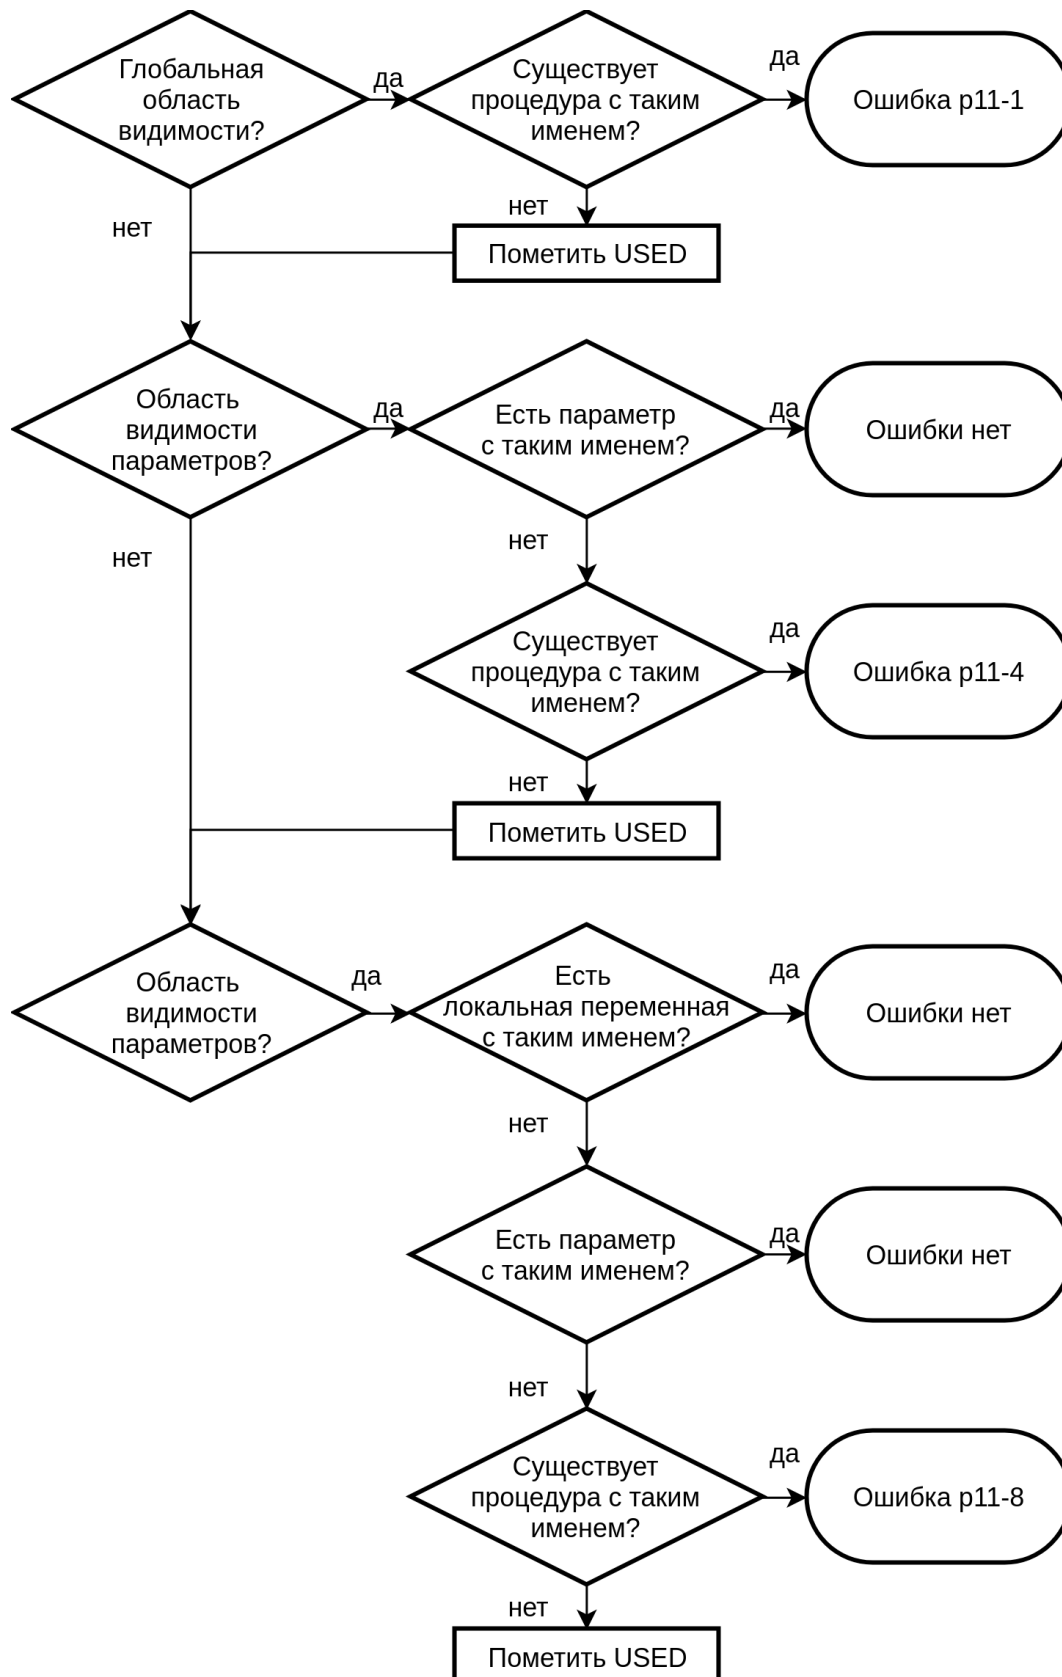 Глобальная
область
видимости?
да
Существует
процедура с таким
именем?
да
Ошибка p11-1
нет
нет
Пометить USED
Область
видимости
параметров?
да
Есть параметр
с таким именем?
да
Ошибки нет
нет
нет
Существует
процедура с таким
именем?
да
Ошибка p11-4
нет
Пометить USED
Область
видимости
параметров?
да
Есть
локальная переменная
с таким именем?
да
Ошибки нет
нет
Есть параметр
с таким именем?
да
Ошибки нет
нет
Существует
процедура с таким
именем?
да
Ошибка p11-8
нет
Пометить USED